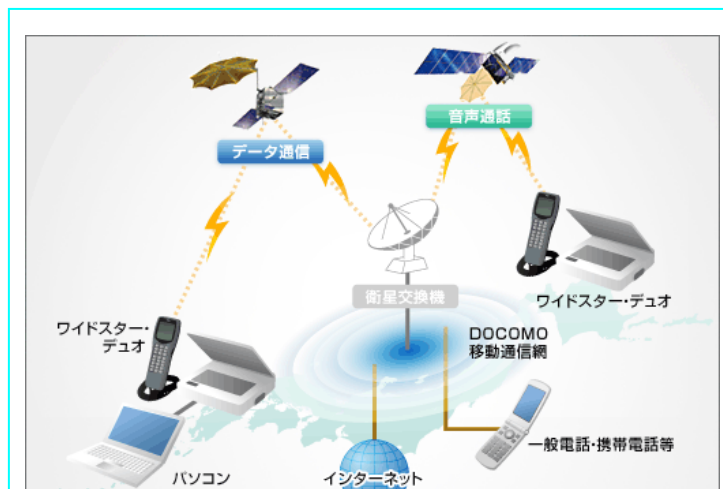 音声通話
データ通信
衛星交換機
ワイドスター・デュオ
ワイドスター・
デュオ
DOCOMO
移動通信網
一般電話・携帯電話等
パソコン
インターネット